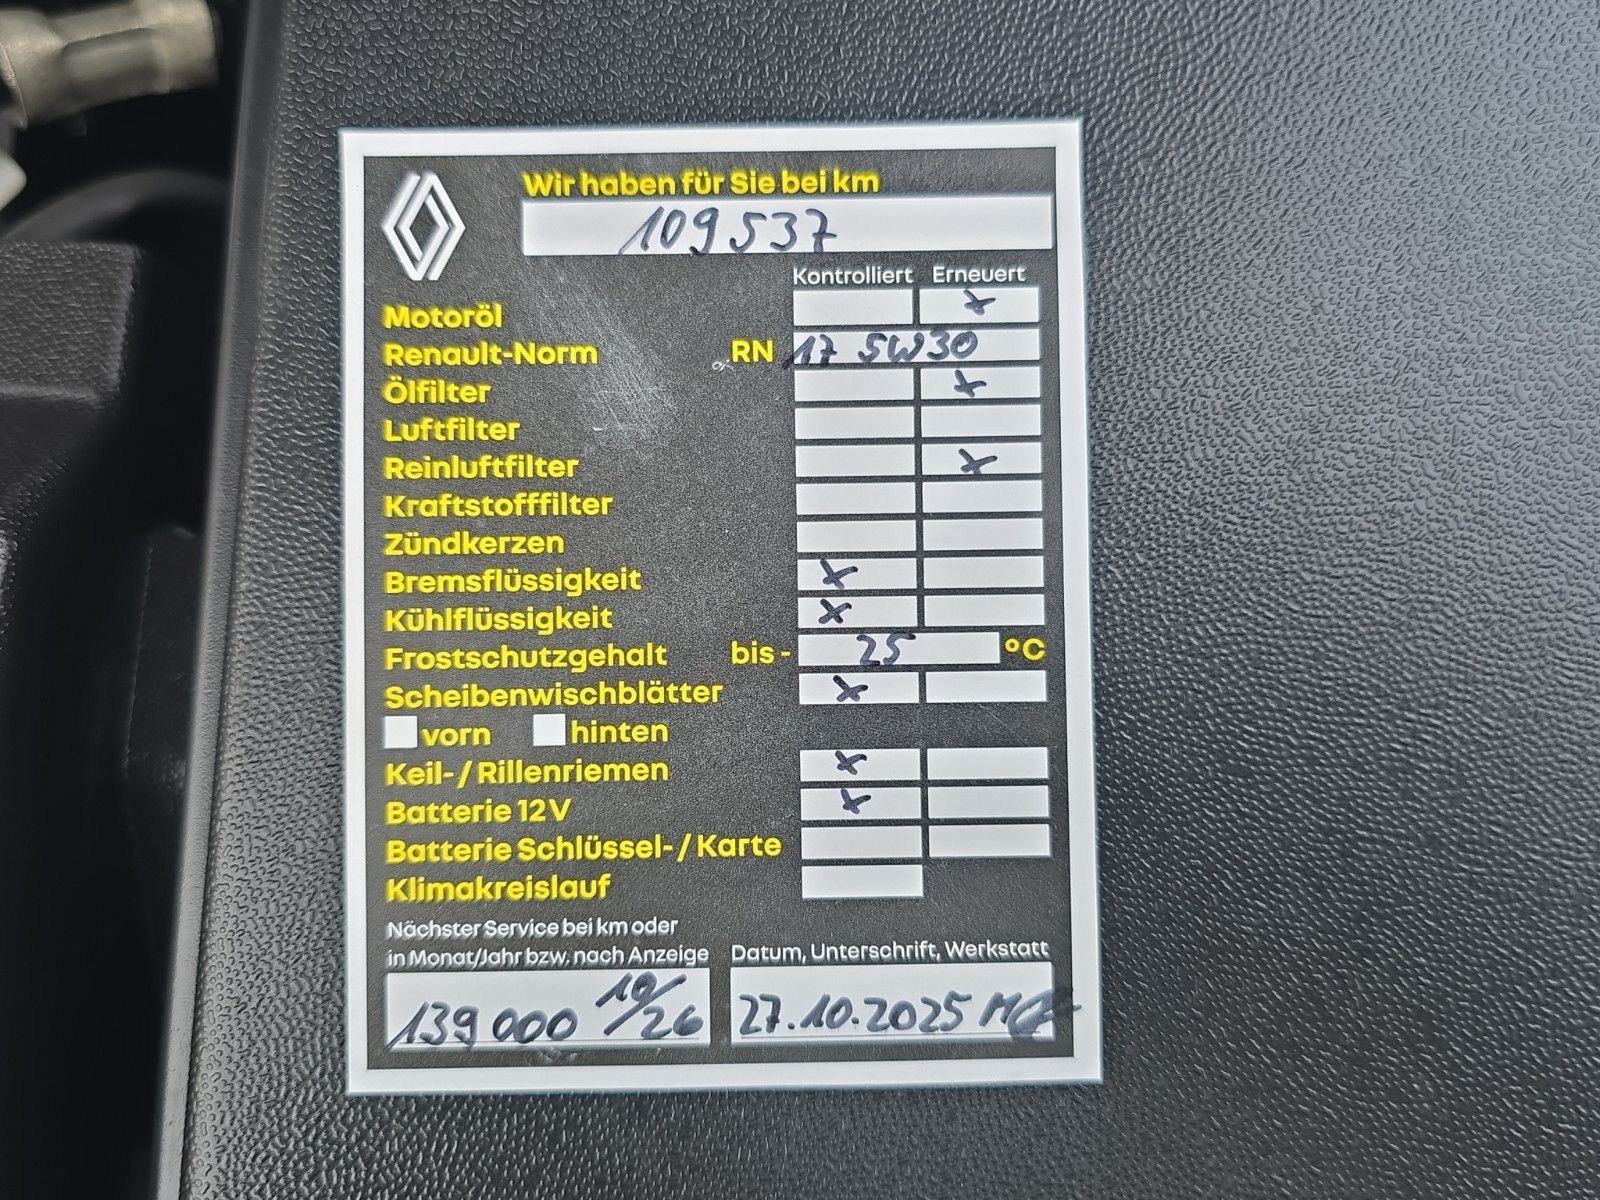 Wir haben für Sie bei km
109537
Kontrolliert Erneuert
Motoröl x
Renault-Norm RN 17 5W30
Ölfilter x
Luftfilter
Reinluftfilter x
Kraftstofffilter
Zündkerzen
Bremsflüssigkeit x
Kühlflüssigkeit x
Frostschutzgehalt bis - 25 °C
Scheibenwischblätter x
vorn hinten
Keil-/Rillenriemen x
Batterie 12V x
Batterie Schlüssel-/Karte
Klimakreislauf
Nächster Service bei km oder
in Monat/Jahr bzw. nach Anzeige
139 000 10/26
Datum, Unterschrift, Werkstatt
27.10.2025